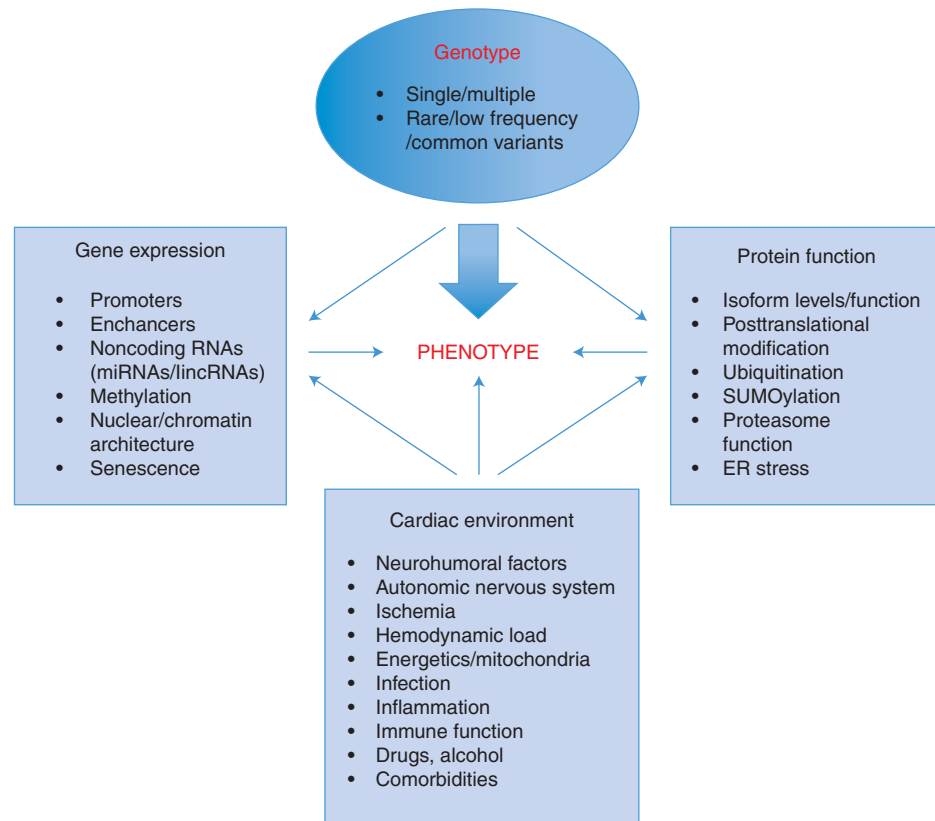 Genotype
• Single/multiple
• Rare/low frequency
/common variants
Gene expression
• Promoters
• Enchancers
• Noncoding RNAs
(miRNAs/lincRNAs)
• Methylation
• Nuclear/chromatin
architecture
• Senescence
PHENOTYPE
Protein function
• Isoform levels/function
• Posttranslational
modification
• Ubiquitination
• SUMOylation
• Proteasome
function
• ER stress
Cardiac environment
• Neurohumoral factors
• Autonomic nervous system
• Ischemia
• Hemodynamic load
• Energetics/mitochondria
• Infection
• Inflammation
• Immune function
• Drugs, alcohol
• Comorbidities